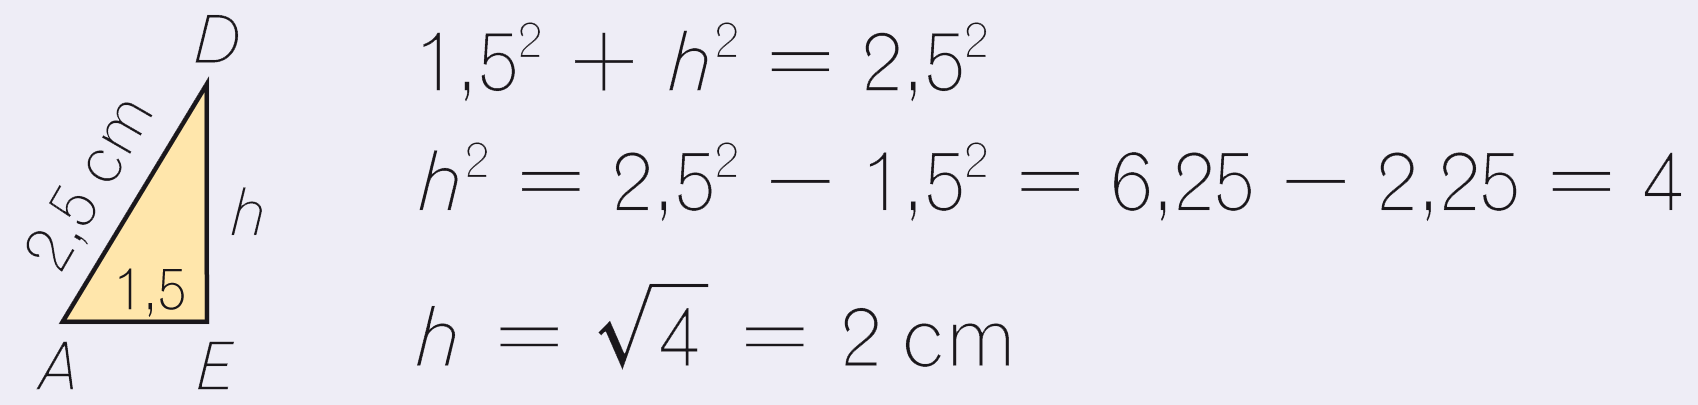 D
2,5 cm
h
1,5
A
E
1,5² + h² = 2,5²
h² = 2,5² − 1,5² = 6,25 − 2,25 = 4
h = √4 = 2 cm